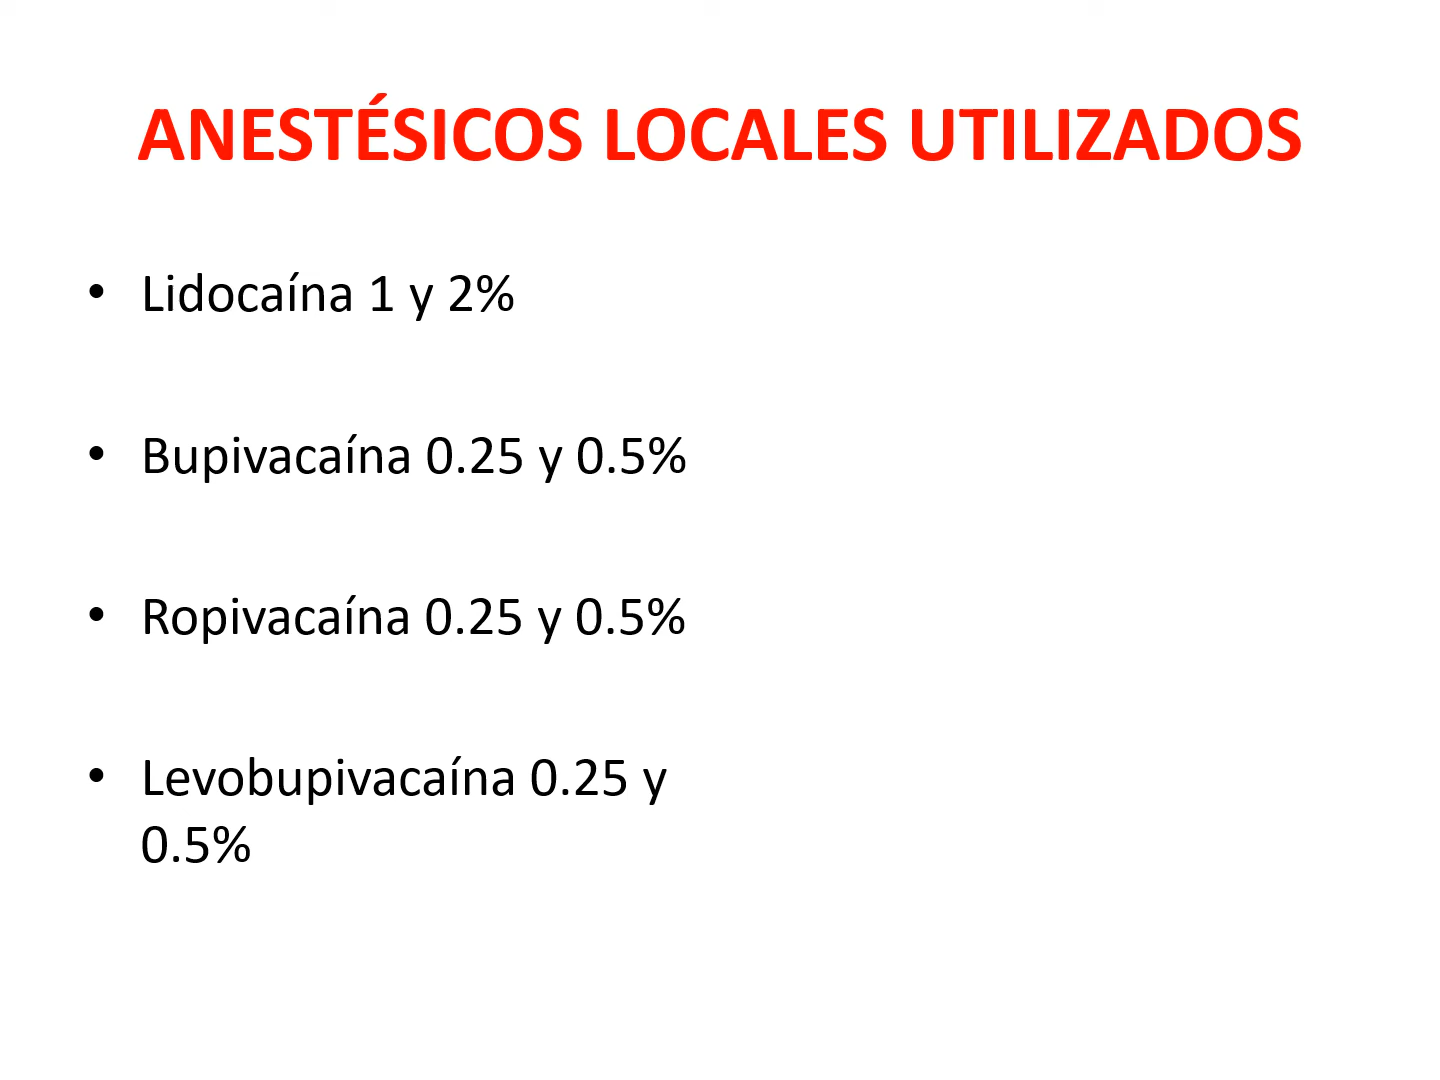 ANESTÉSICOS LOCALES UTILIZADOS
• Lidocaína 1 y 2%
• Bupivacaína 0.25 y 0.5%
• Ropivacaína 0.25 y 0.5%
• Levobupivacaína 0.25 y
0.5%